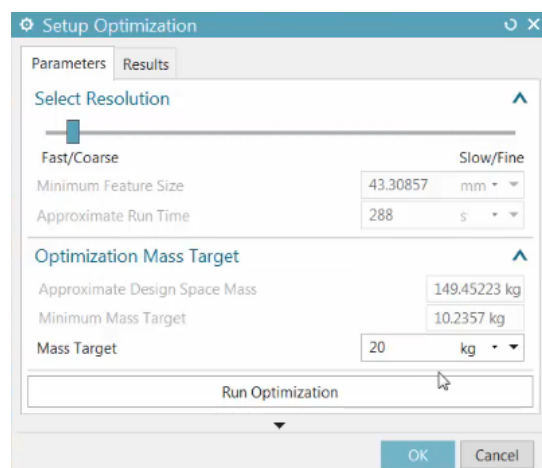 Setup Optimization
Parameters Results
Select Resolution
Fast/Coarse Slow/Fine
Minimum Feature Size 43.30857 mm
Approximate Run Time 288 s
Optimization Mass Target
Approximate Design Space Mass 149.45223 kg
Minimum Mass Target 10.2357 kg
Mass Target 20 kg
Run Optimization
OK Cancel